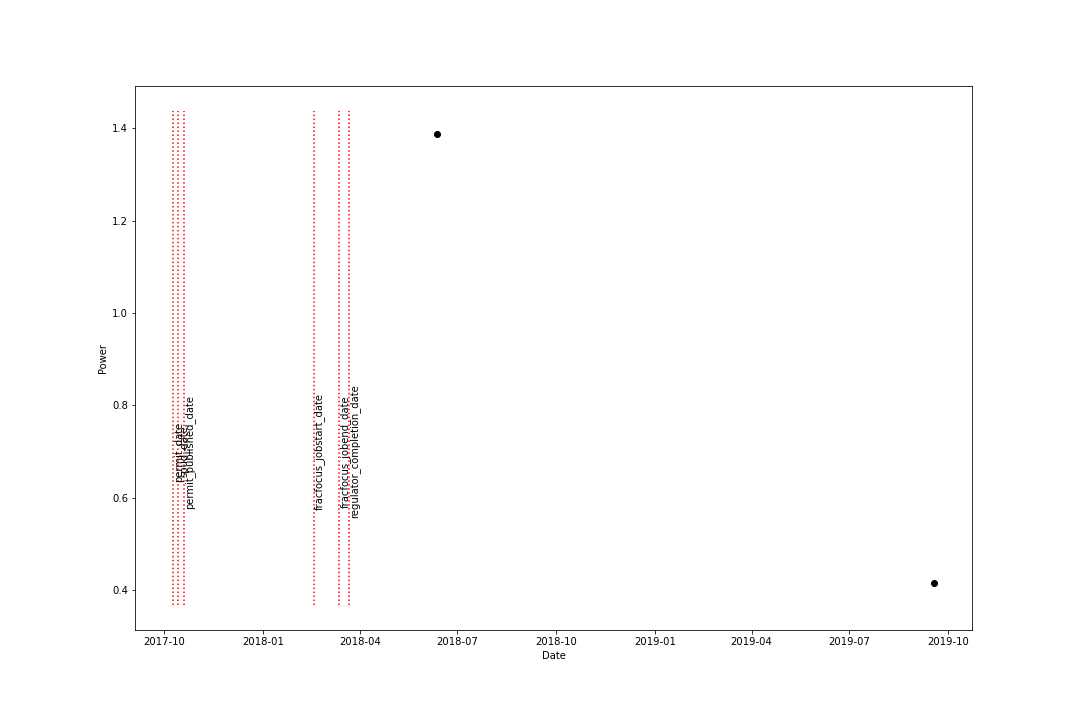 1.4
1.2
1.0
0.8
0.6
0.4
Power
permit_date
permit_published_date
fracfocus_jobstart_date
fracfocus_jobend_date
regulator_completion_date
2017-10
2018-01
2018-04
2018-07
2018-10
2019-01
2019-04
2019-07
2019-10
Date